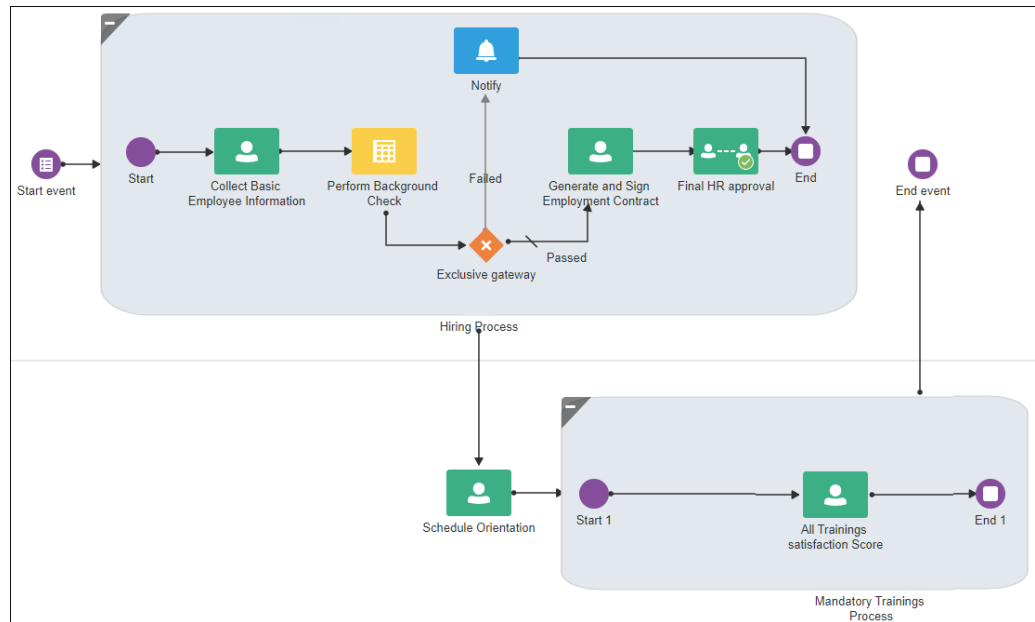 Notify
Start event
Start
Collect Basic
Employee Information
Perform Background
Check
Failed
Generate and Sign
Employment Contract
Final HR approval
End
End event
Passed
Exclusive gateway
Hiring Process
Schedule Orientation
Start 1
All Trainings
satisfaction Score
End 1
Mandatory Trainings
Process